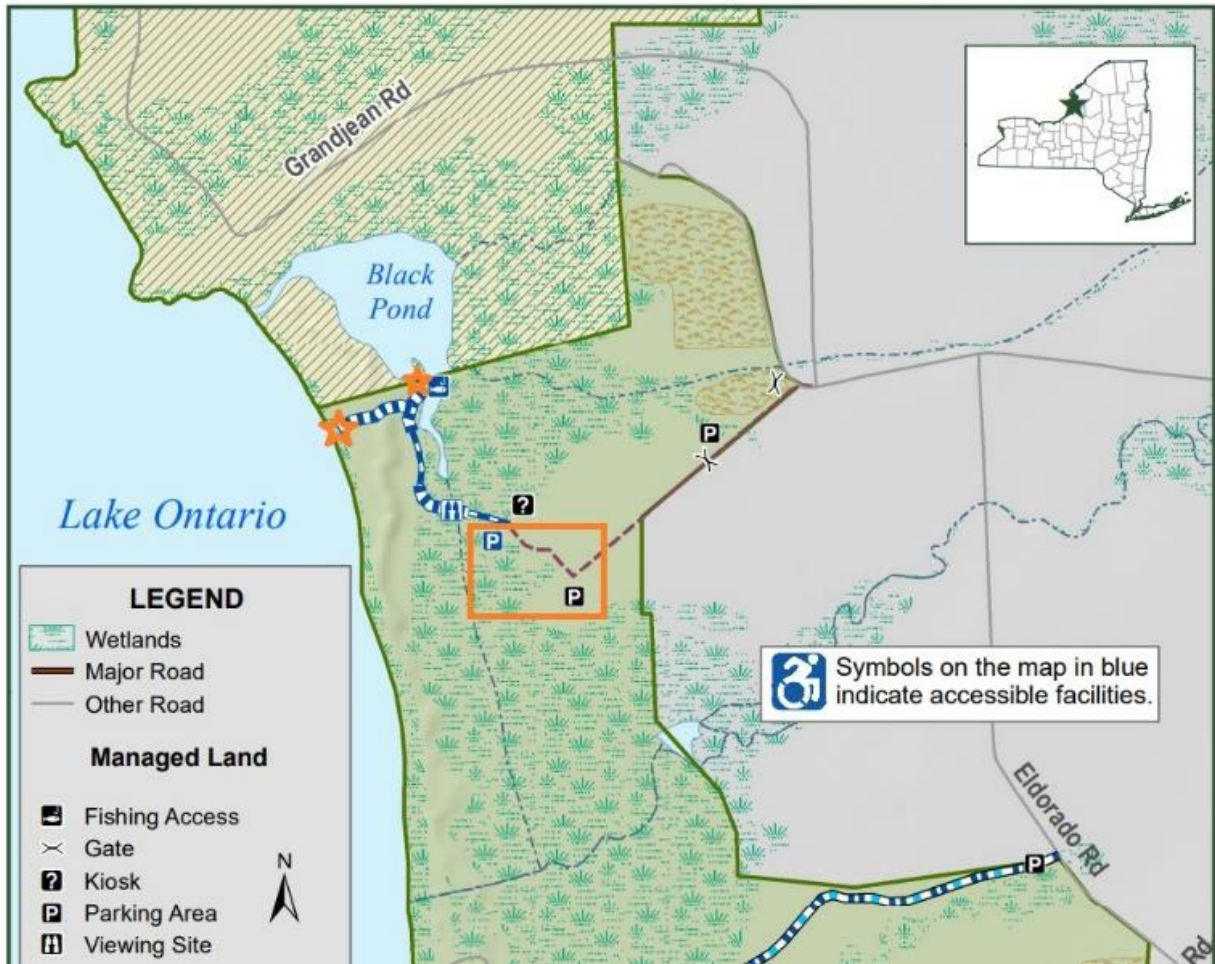 Grandjean Rd
Black
Pond
Lake Ontario
?
P
P
P
LEGEND
Wetlands
Major Road
Other Road
Managed Land
Fishing Access
Gate
? Kiosk
P Parking Area
Viewing Site
N
Symbols on the map in blue
indicate accessible facilities.
Eldorado Rd
P
Rd